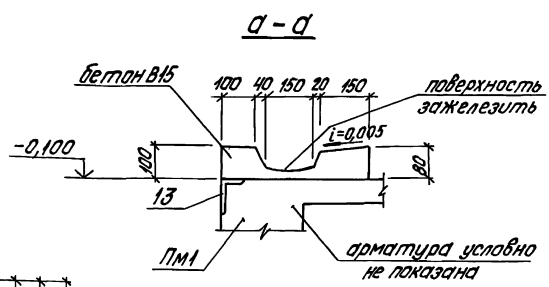 а-а
бетон В15
100 40 150 20 150
поверхность
зажелезить
i=0,005
-0,100
100
80
13
Пм1
арматура условно
не показана